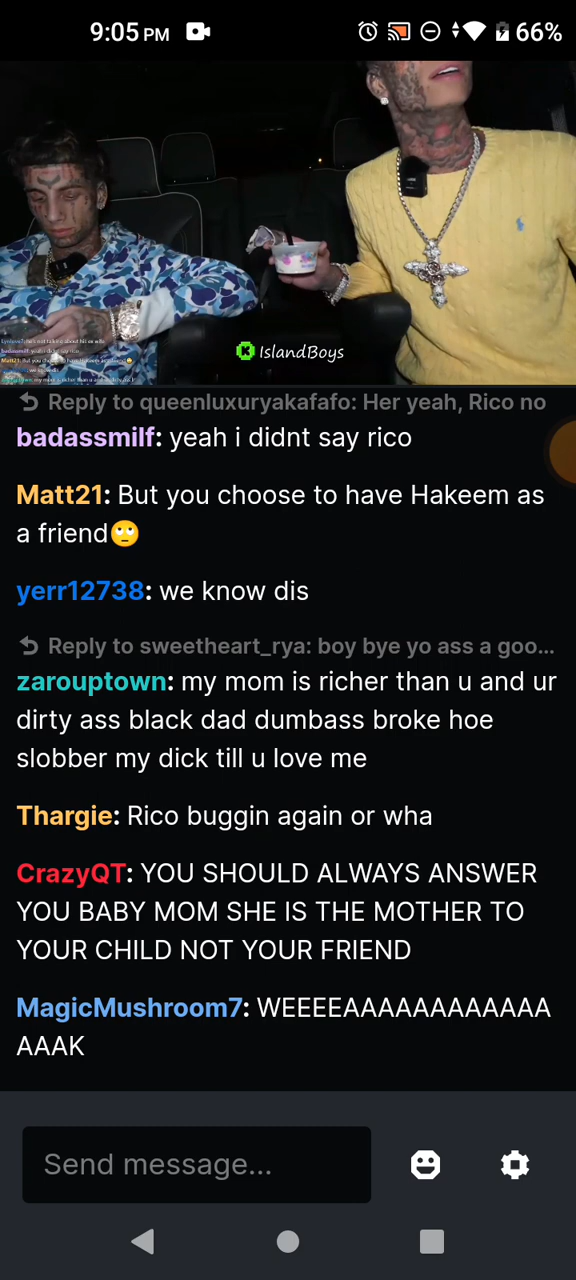 9:05 PM
66%
IslandBoys
Reply to queenluxuryakafafo: Her yeah, Rico no
badassmilf: yeah i didnt say rico
Matt21: But you choose to have Hakeem as
a friend🙄
yerr12738: we know dis
Reply to sweetheart_rya: boy bye yo ass a goo...
zarouptown: my mom is richer than u and ur
dirty ass black dad dumbass broke hoe
slobber my dick till u love me
Thargie: Rico buggin again or wha
CrazyQT: YOU SHOULD ALWAYS ANSWER
YOU BABY MOM SHE IS THE MOTHER TO
YOUR CHILD NOT YOUR FRIEND
MagicMushroom7: WEEEEAAAAAAAAAAAA
AAAK
Send message...